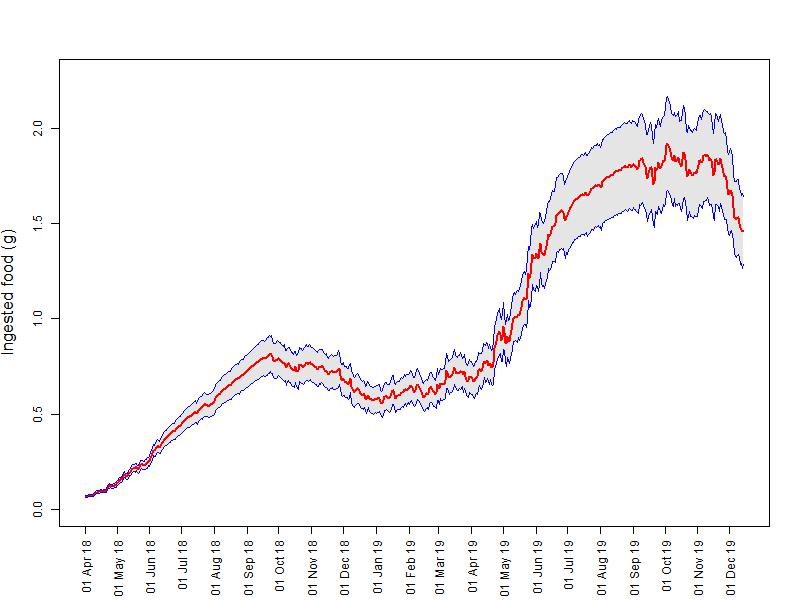 Ingested food (g)
2.0
1.5
1.0
0.5
0.0
01 Apr 18
01 May 18
01 Jun 18
01 Jul 18
01 Aug 18
01 Sep 18
01 Oct 18
01 Nov 18
01 Dec 18
01 Jan 19
01 Feb 19
01 Mar 19
01 Apr 19
01 May 19
01 Jun 19
01 Jul 19
01 Aug 19
01 Sep 19
01 Oct 19
01 Nov 19
01 Dec 19